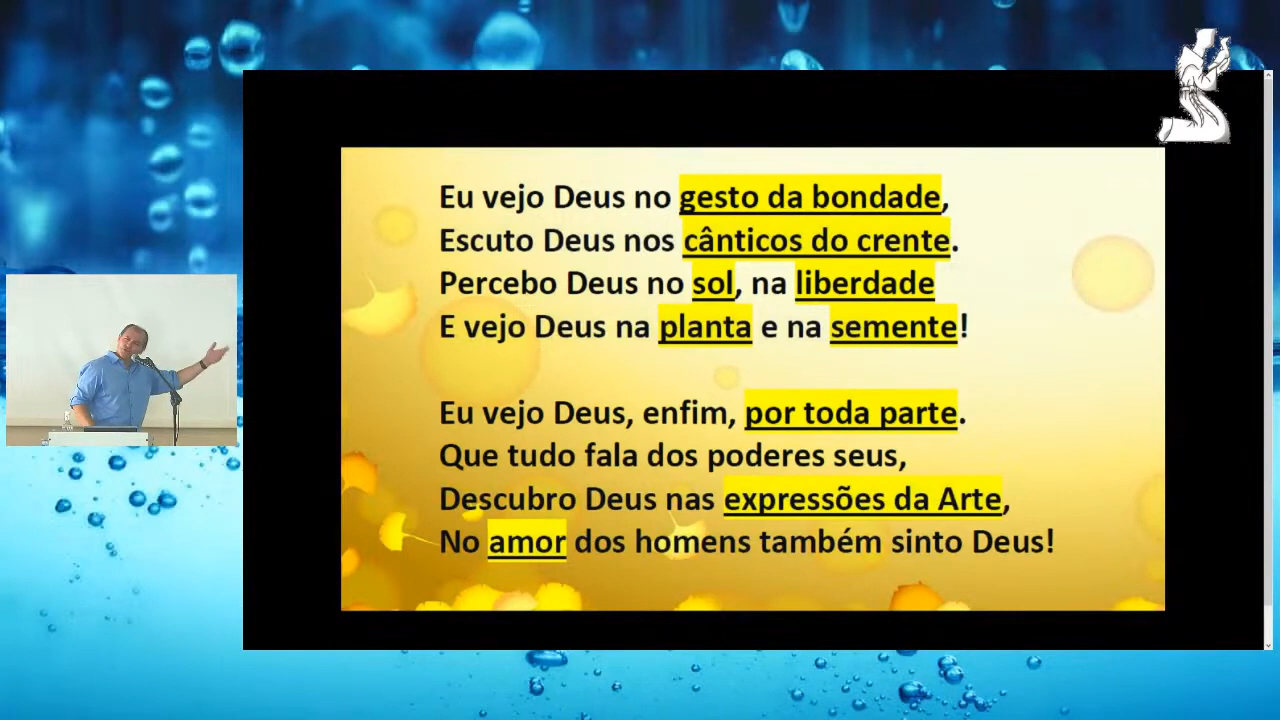 Eu vejo Deus no gesto da bondade,
Escuto Deus nos cânticos do crente.
Percebo Deus no sol, na liberdade
E vejo Deus na planta e na semente!
Eu vejo Deus, enfim, por toda parte.
Que tudo fala dos poderes seus,
Descubro Deus nas expressões da Arte,
No amor dos homens também sinto Deus!